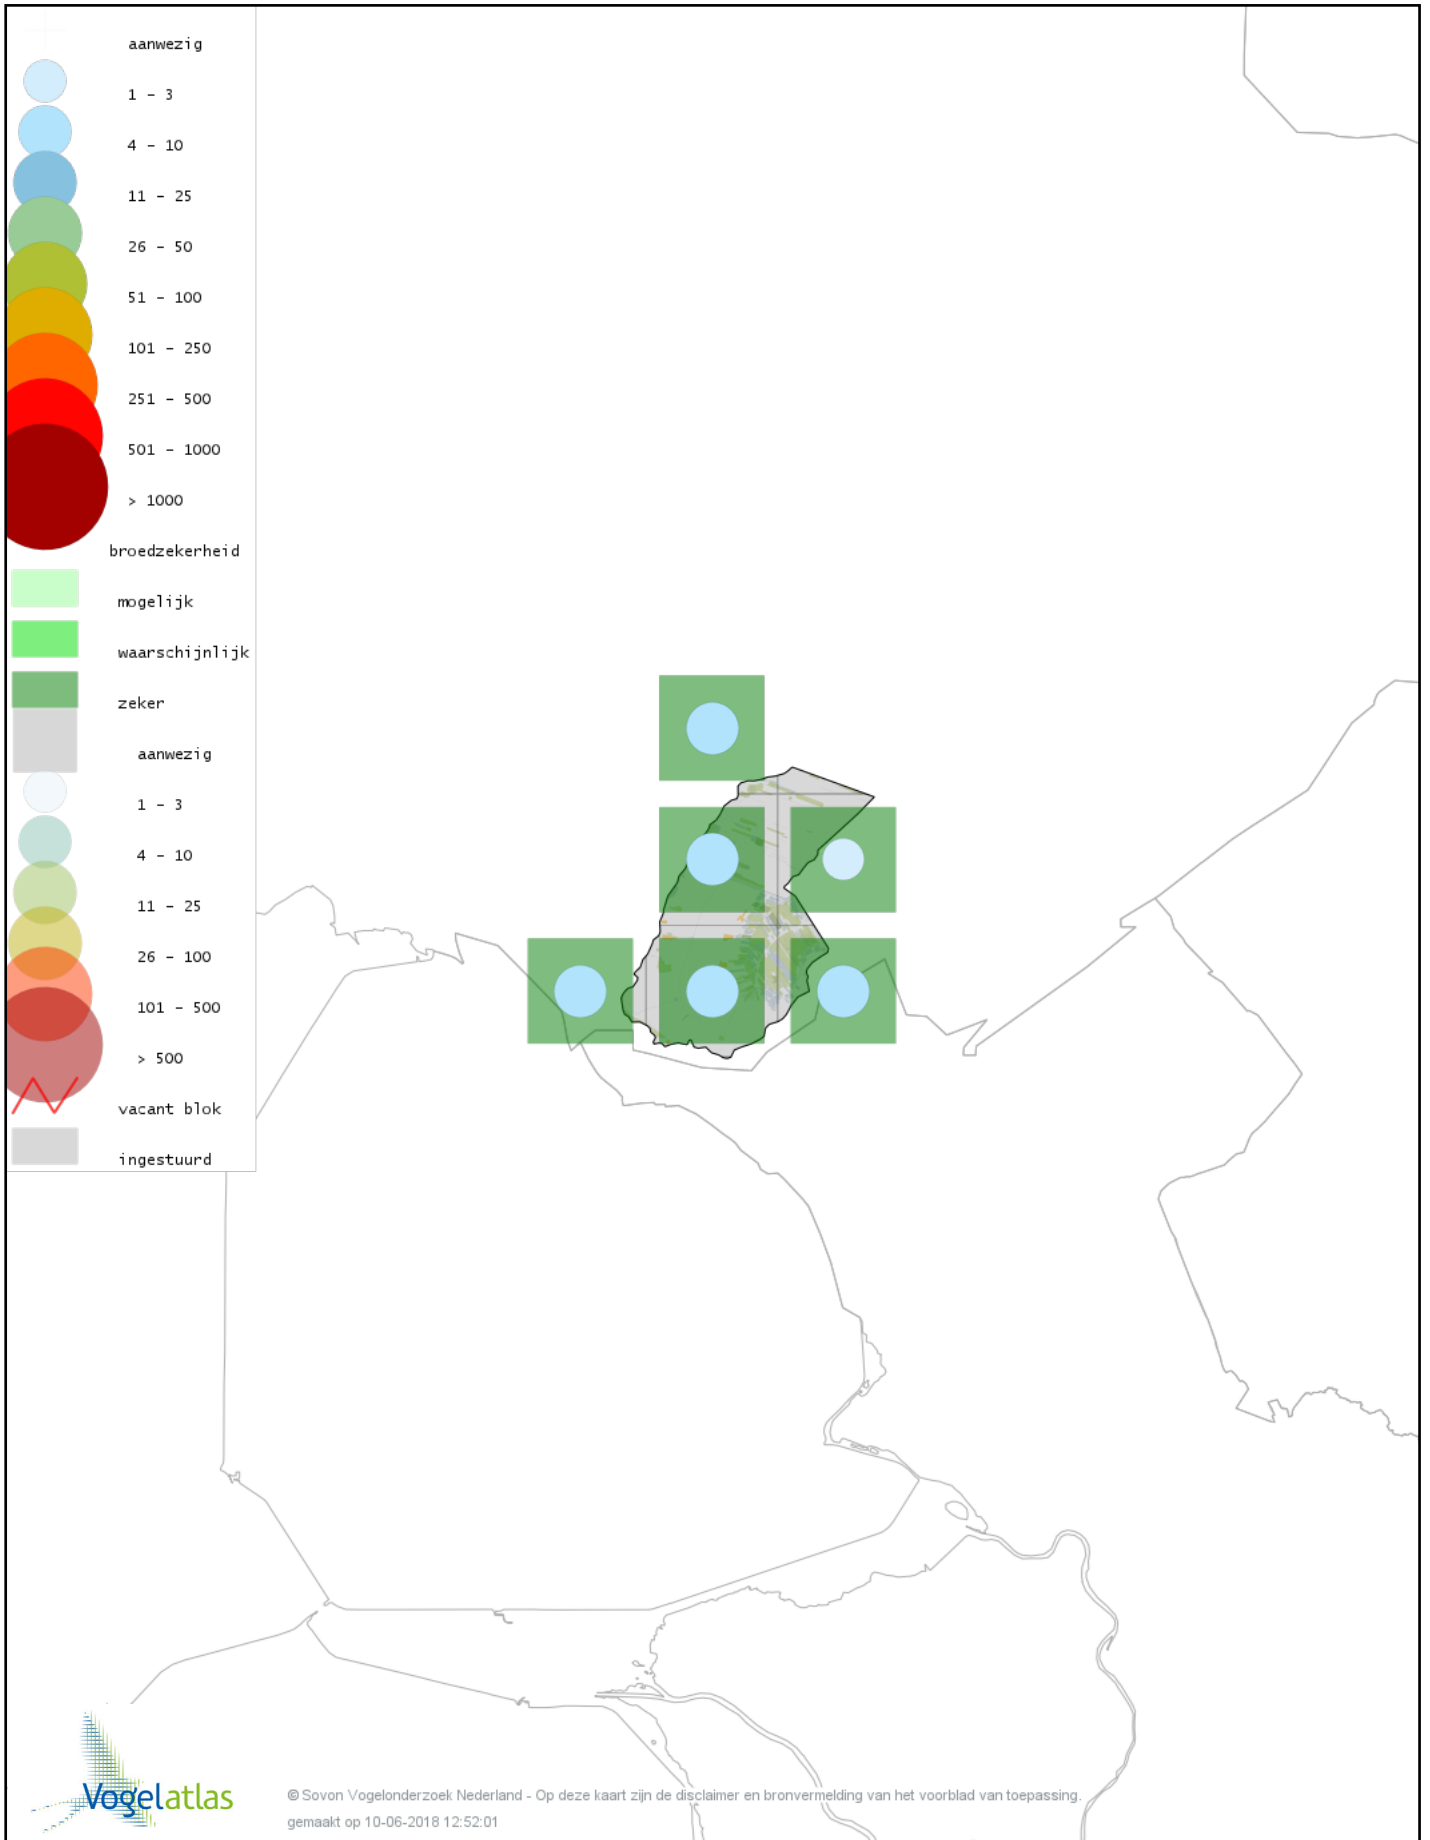 aanwezig
1 - 3
4 - 10
11 - 25
26 - 50
51 - 100
101 - 250
251 - 500
501 - 1000
> 1000
broedzekerheid
mogelijk
waarschijnlijk
zeker
aanwezig
1 - 3
4 - 10
11 - 25
26 - 100
101 - 500
> 500
vacant blok
ingestuurd
Vogelatlas
© Sovon Vogelonderzoek Nederland - Op deze kaart zijn de disclaimer en bronvermelding van het voorblad van toepassing.
gemaakt op 10-06-2018 12:52:01